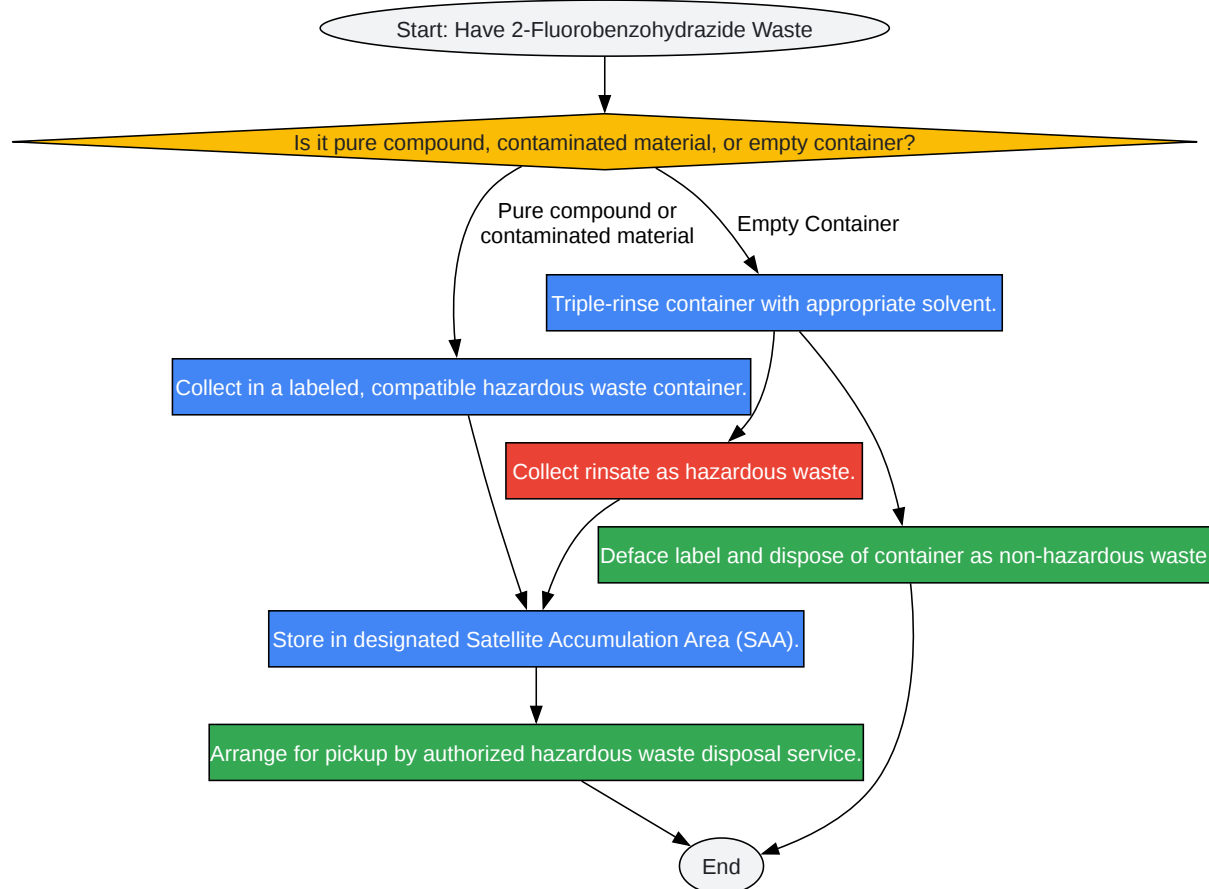 Start: Have 2-Fluorobenzohydrazide Waste
Is it pure compound, contaminated material, or empty container?
Pure compound or
contaminated material
Empty Container
Triple-rinse container with appropriate solvent.
Collect in a labeled, compatible hazardous waste container.
Collect rinsate as hazardous waste.
Deface label and dispose of container as non-hazardous waste
Store in designated Satellite Accumulation Area (SAA).
Arrange for pickup by authorized hazardous waste disposal service.
End